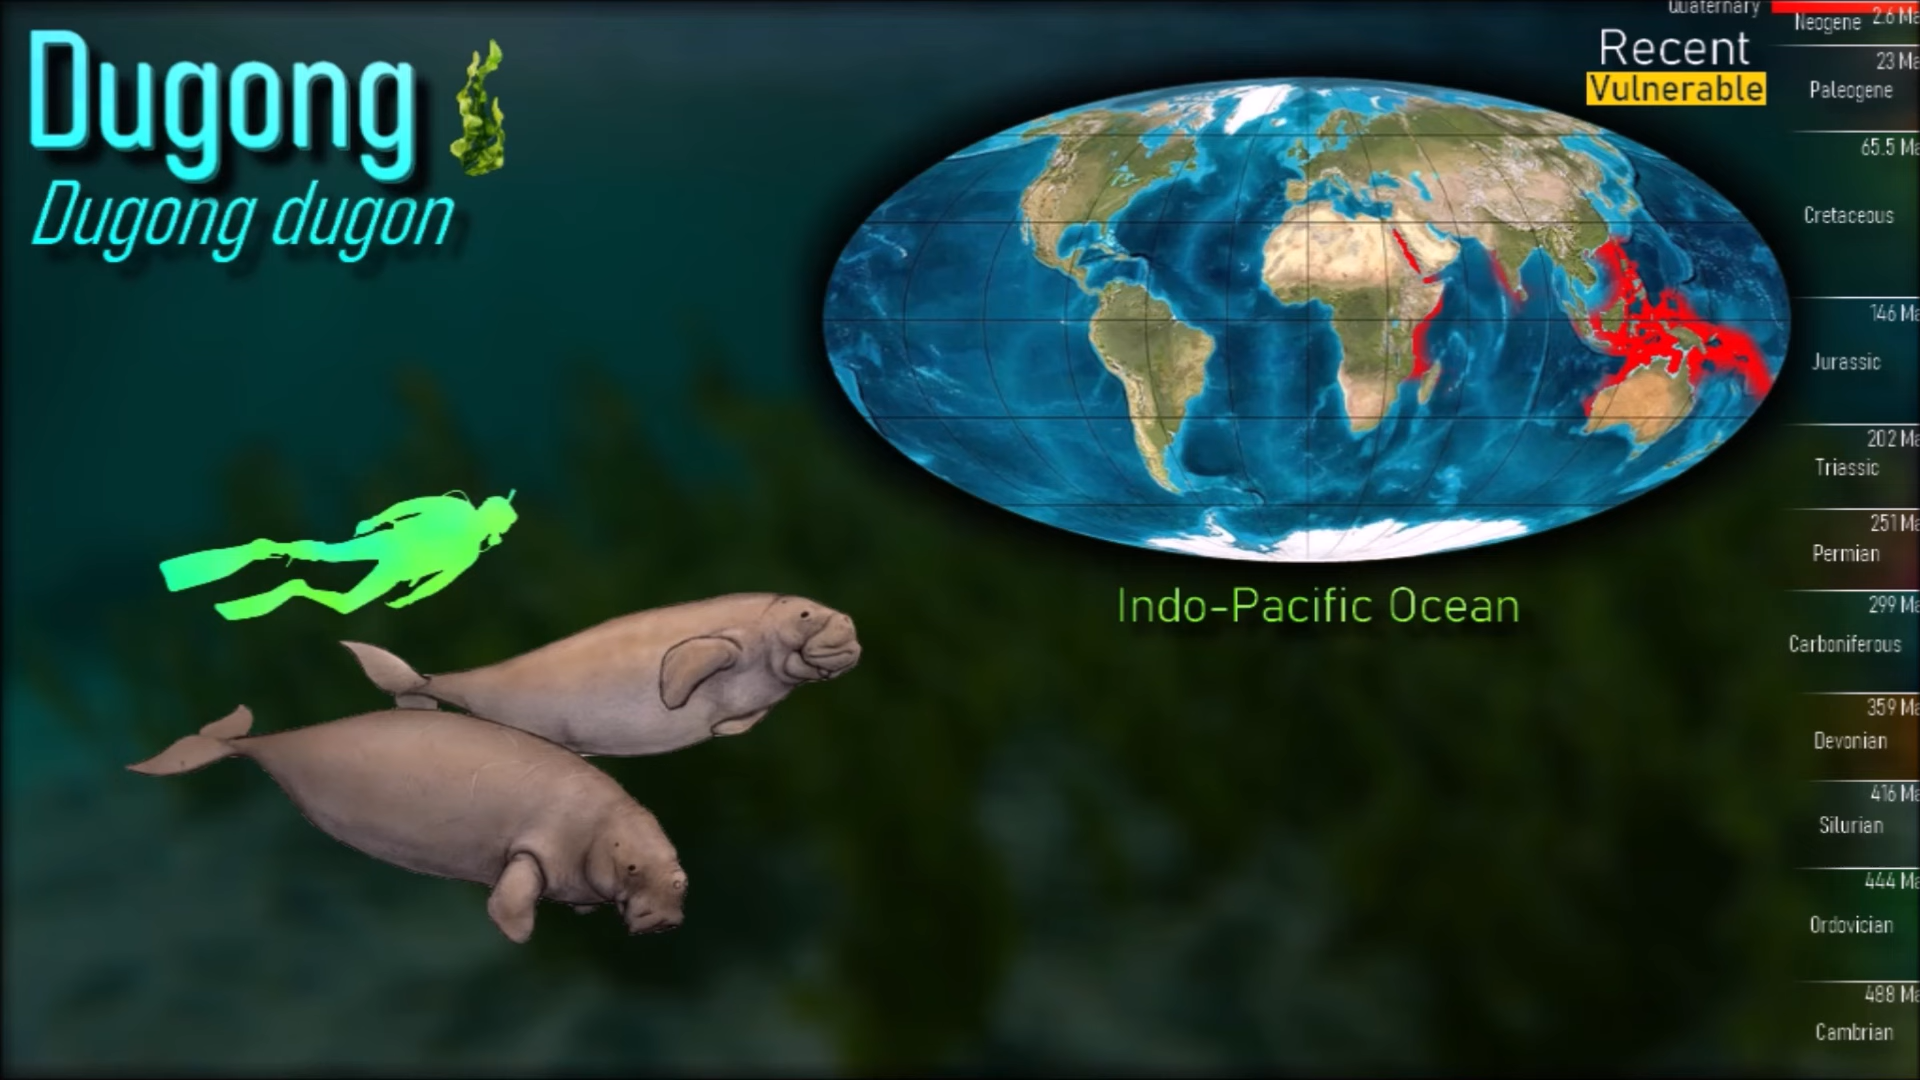 Dugong
Dugong dugon
Recent
Vulnerable
Indo-Pacific Ocean
Quaternary
2.6 Ma
Neogene
23 Ma
Paleogene
65.5 Ma
Cretaceous
146 Ma
Jurassic
202 Ma
Triassic
251 Ma
Permian
299 Ma
Carboniferous
359 Ma
Devonian
416 Ma
Silurian
444 Ma
Ordovician
488 Ma
Cambrian